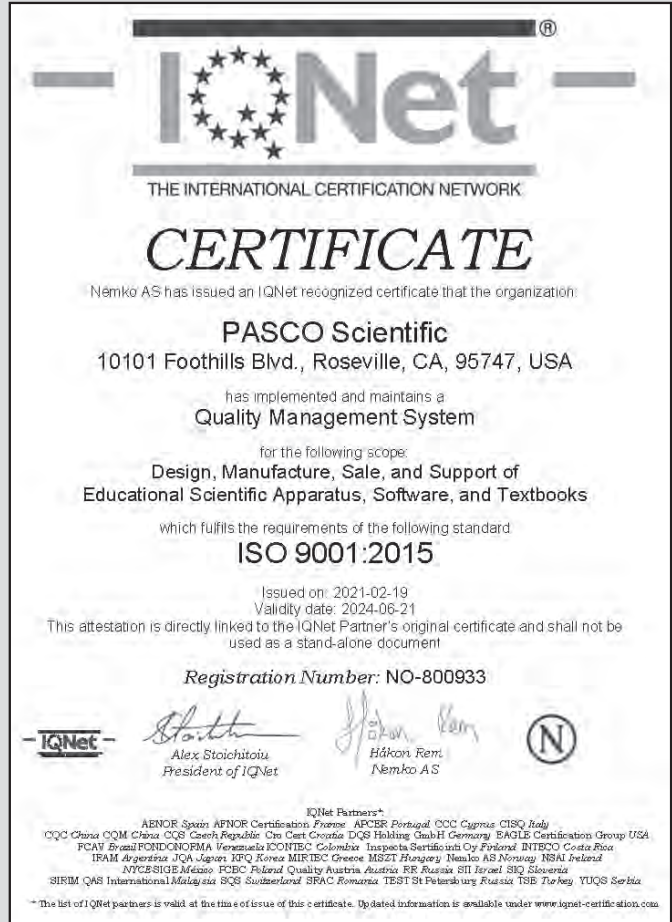 IQNet®
THE INTERNATIONAL CERTIFICATION NETWORK
CERTIFICATE
Nemko AS has issued an IQNet recognized certificate that the organization:
PASCO Scientific
10101 Foothills Blvd., Roseville, CA, 95747, USA
has implemented and maintains a
Quality Management System
for the following scope:
Design, Manufacture, Sale, and Support of
Educational Scientific Apparatus, Software, and Textbooks
which fulfils the requirements of the following standard
ISO 9001:2015
Issued on: 2021-02-19
Validity date: 2024-06-21
This attestation is directly linked to the IQNet Partner's original certificate and shall not be
used as a stand-alone document
Registration Number: NO-800933
IQNet
Håkon Rem
N
Alex Stoichitoiu
President of IQNet
Håkon Rem
Nemko AS
IQNet Partners*:
AENOR Spain AFNOR Certification France APCER Portugal CCC Cyprus CISQ Italy
CQC China CQM China CQS Czech Republic Cro Cert Croatia DQS Holding GmbH Germany EAGLE Certification Group USA
FCAV Brazil FONDONORMA Venezuela ICONTEC Colombia Inspecta Sertifiointi Oy Finland INTECO Costa Rica
IRAM Argentina JQA Japan KFQ Korea MIRTEC Greece MSZT Hungary Nemko AS Norway NSAI Ireland
NYCE-SIGE México PCBC Poland Quality Austria Austria RR Russia SII Israel SIQ Slovenia
SIRIM QAS International Malaysia SQS Switzerland SRAC Romania TEST St Petersburg Russia TSE Turkey YUQS Serbia
* The list of IQNet partners is valid at the time of issue of this certificate. Updated information is available under www.iqnet-certification.com